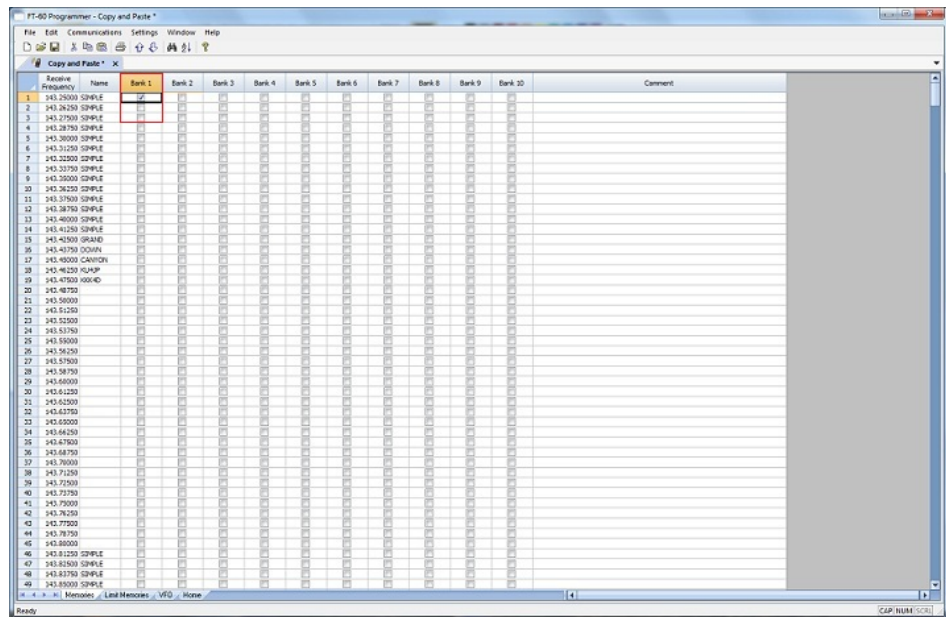 FT-60 Programmer - Copy and Paste *
File Edit Communications Settings Window Help
Copy and Paste * X
Receive Frequency Name Bank 1 Bank 2 Bank 3 Bank 4 Bank 5 Bank 6 Bank 7 Bank 8 Bank 9 Bank 10 Comment
1 143.25000 SIMPLE
2 143.26250 SIMPLE
3 143.27500 SIMPLE
4 143.28750 SIMPLE
5 143.30000 SIMPLE
6 143.31250 SIMPLE
7 143.32500 SIMPLE
8 143.33750 SIMPLE
9 143.35000 SIMPLE
10 143.36250 SIMPLE
11 143.37500 SIMPLE
12 143.38750 SIMPLE
13 143.40000 SIMPLE
14 143.41250 SIMPLE
15 143.42500 GRAND
16 143.43750 DOWN
17 143.45000 CANYON
18 143.46250
19 143.47500
20 143.48750
21 143.50000
22 143.51250
23 143.52500
24 143.53750
25 143.55000
26 143.56250
27 143.57500
28 143.58750
29 143.60000
30 143.61250
31 143.62500
32 143.63750
33 143.65000
34 143.66250
35 143.67500
36 143.68750
37 143.70000
38 143.71250
39 143.72500
40 143.73750
41 143.75000
42 143.76250
43 143.77500
44 143.78750
45 143.80000
46 143.81250 SIMPLE
47 143.82500 SIMPLE
48 143.83750 SIMPLE
49 143.85000 SIMPLE
Memories Limit Memories VFO Home
Ready CAP NUM SCRL